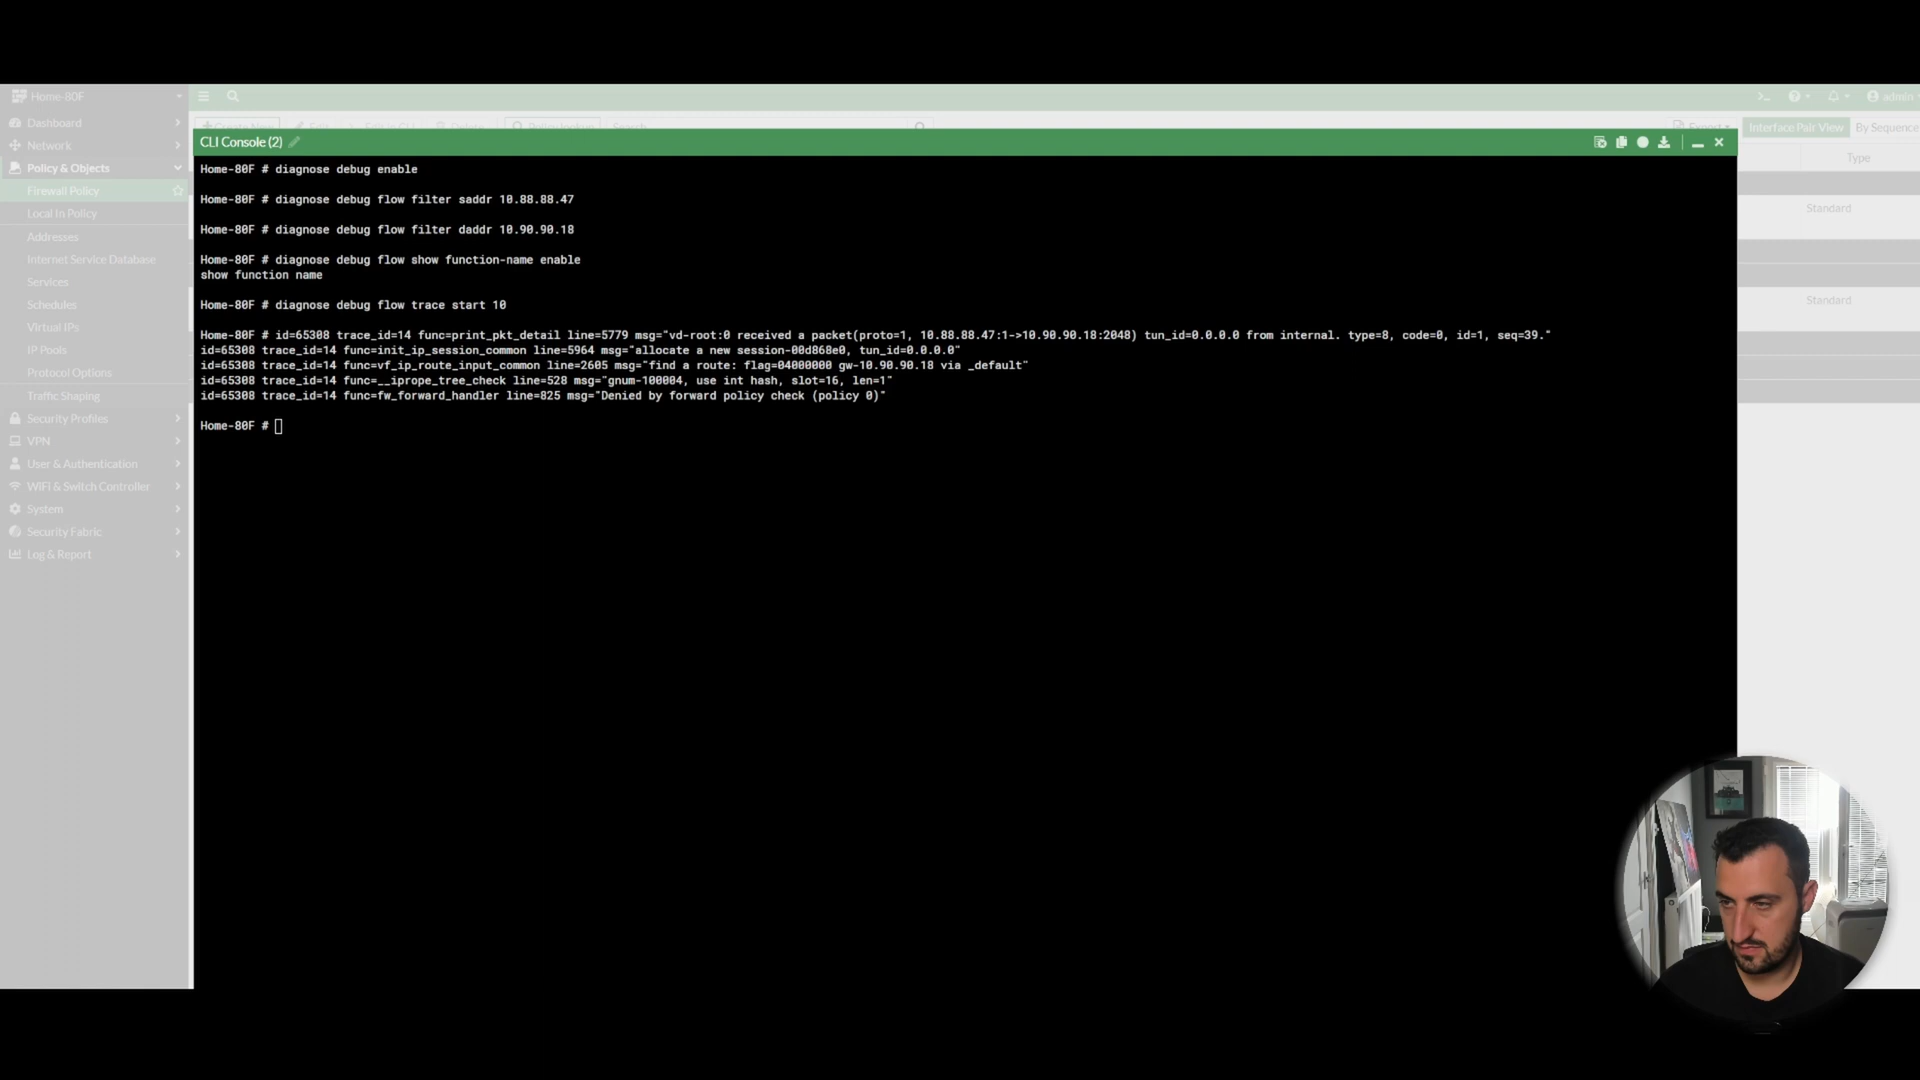 Home-80F
admin
Dashboard
Network
Policy & Objects
Firewall Policy
Local In Policy
Addresses
Internet Service Database
Services
Schedules
Virtual IPs
IP Pools
Protocol Options
Traffic Shaping
Security Profiles
VPN
User & Authentication
WiFi & Switch Controller
System
Security Fabric
Log & Report
Create New Edit Edit in CLI Delete Policy lookup Search Export Interface Pair View By Sequence
Type
Standard
Standard
CLI Console (2)
Home-80F # diagnose debug enable
Home-80F # diagnose debug flow filter saddr 10.88.88.47
Home-80F # diagnose debug flow filter daddr 10.90.90.18
Home-80F # diagnose debug flow show function-name enable
show function name
Home-80F # diagnose debug flow trace start 10
Home-80F # id=65308 trace_id=14 func=print_pkt_detail line=5779 msg="vd-root:0 received a packet(proto=1, 10.88.88.47:1->10.90.90.18:2048) tun_id=0.0.0.0 from internal. type=8, code=0, id=1, seq=39."
id=65308 trace_id=14 func=init_ip_session_common line=5964 msg="allocate a new session-00d868e0, tun_id=0.0.0.0"
id=65308 trace_id=14 func=vf_ip_route_input_common line=2605 msg="find a route: flag=04000000 gw-10.90.90.18 via _default"
id=65308 trace_id=14 func=__iprope_tree_check line=528 msg="gnum-100004, use int hash, slot=16, len=1"
id=65308 trace_id=14 func=fw_forward_handler line=825 msg="Denied by forward policy check (policy 0)"
Home-80F #